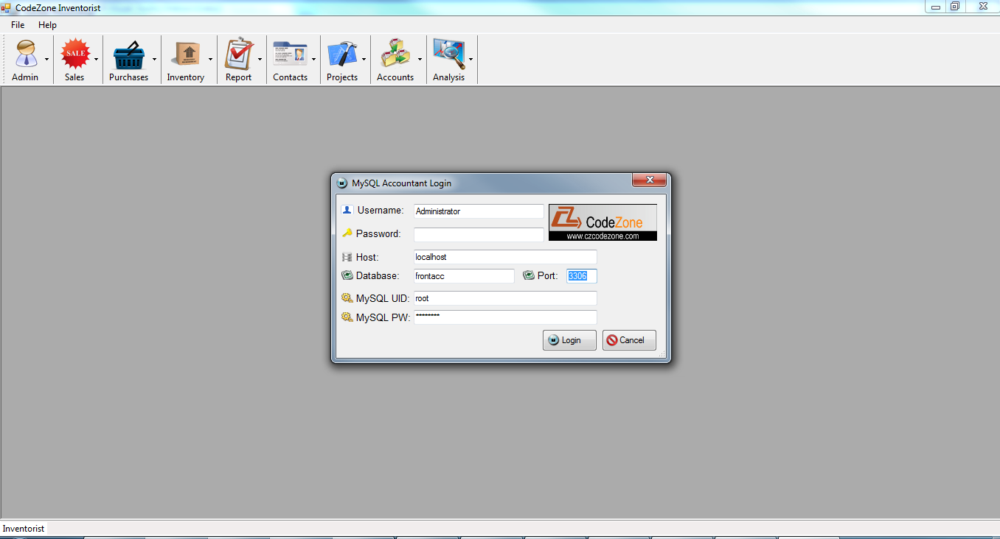 CodeZone Inventorist
File Help
SALE
Admin Sales Purchases Inventory Report Contacts Projects Accounts Analysis
MySQL Accountant Login
Username: Administrator
CodeZone
www.czcodezone.com
Password:
Host: localhost
Database: frontacc Port: 3306
MySQL UID: root
MySQL PW: ********
Login Cancel
Inventorist